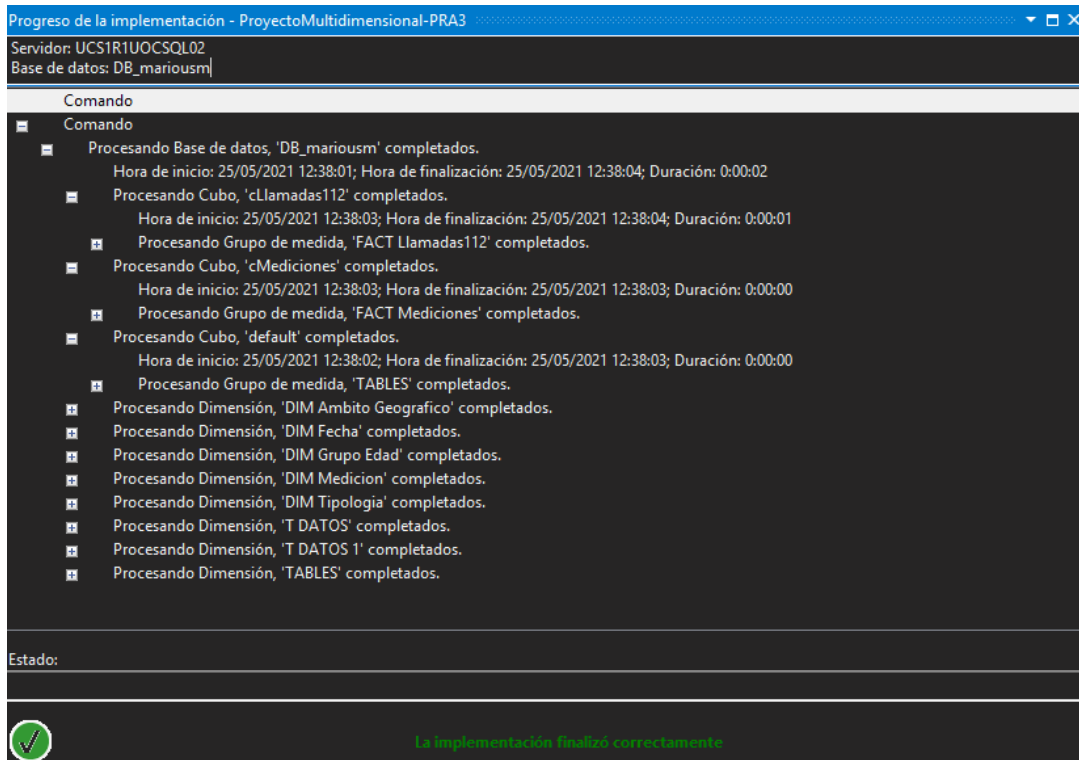 Progreso de la implementación - ProyectoMultidimensional-PRA3
Servidor: UCS1R1UOCSQL02
Base de datos: DB_mariousm
Comando
Comando
Procesando Base de datos, 'DB_mariousm' completados.
Hora de inicio: 25/05/2021 12:38:01; Hora de finalización: 25/05/2021 12:38:04; Duración: 0:00:02
Procesando Cubo, 'cLlamadas112' completados.
Hora de inicio: 25/05/2021 12:38:03; Hora de finalización: 25/05/2021 12:38:04; Duración: 0:00:01
Procesando Grupo de medida, 'FACT Llamadas112' completados.
Procesando Cubo, 'cMediciones' completados.
Hora de inicio: 25/05/2021 12:38:03; Hora de finalización: 25/05/2021 12:38:03; Duración: 0:00:00
Procesando Grupo de medida, 'FACT Mediciones' completados.
Procesando Cubo, 'default' completados.
Hora de inicio: 25/05/2021 12:38:02; Hora de finalización: 25/05/2021 12:38:03; Duración: 0:00:00
Procesando Grupo de medida, 'TABLES' completados.
Procesando Dimensión, 'DIM Ambito Geografico' completados.
Procesando Dimensión, 'DIM Fecha' completados.
Procesando Dimensión, 'DIM Grupo Edad' completados.
Procesando Dimensión, 'DIM Medicion' completados.
Procesando Dimensión, 'DIM Tipologia' completados.
Procesando Dimensión, 'T DATOS' completados.
Procesando Dimensión, 'T DATOS 1' completados.
Procesando Dimensión, 'TABLES' completados.
Estado:
La implementación finalizó correctamente